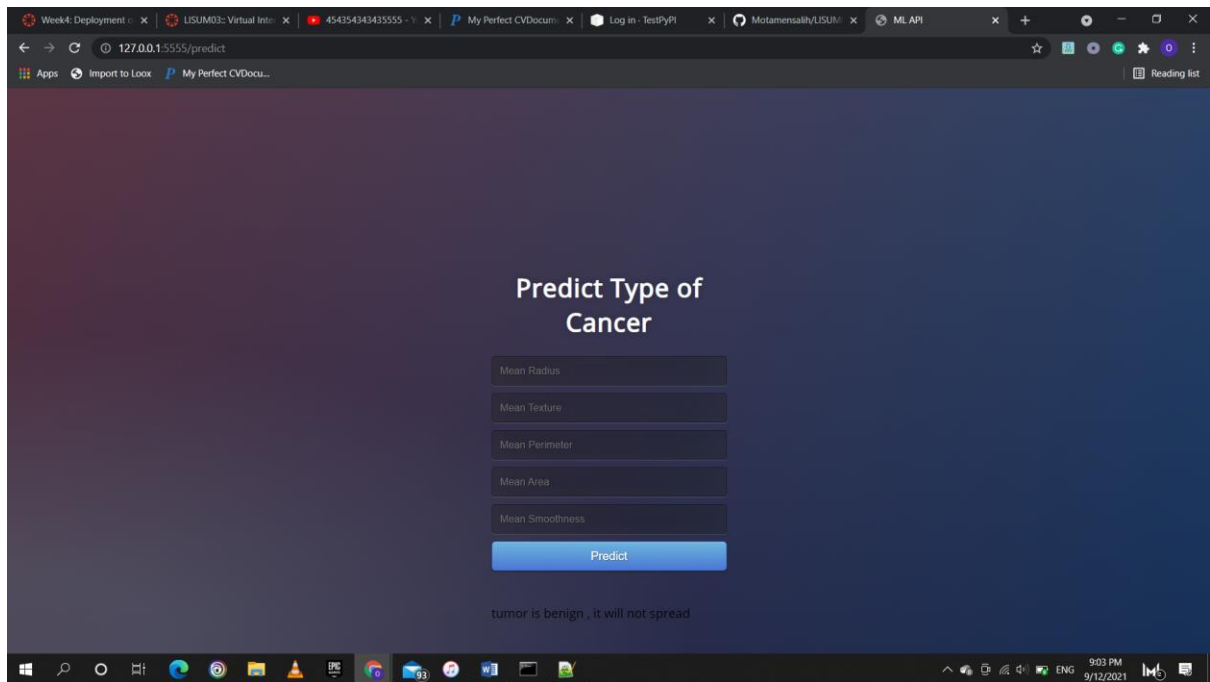 Week4: Deployment o
LISUM03:: Virtual Inte
454354343435555 - Y
My Perfect CVDocum
Log in · TestPyPI
Motamensalih/LISUM
ML API
127.0.0.1:5555/predict
Apps
Import to Loox
My Perfect CVDocu...
Reading list
Predict Type of
Cancer
Mean Radius
Mean Texture
Mean Perimeter
Mean Area
Mean Smoothness
Predict
tumor is benign , it will not spread
EPIC
93
ENG
9:03 PM
9/12/2021